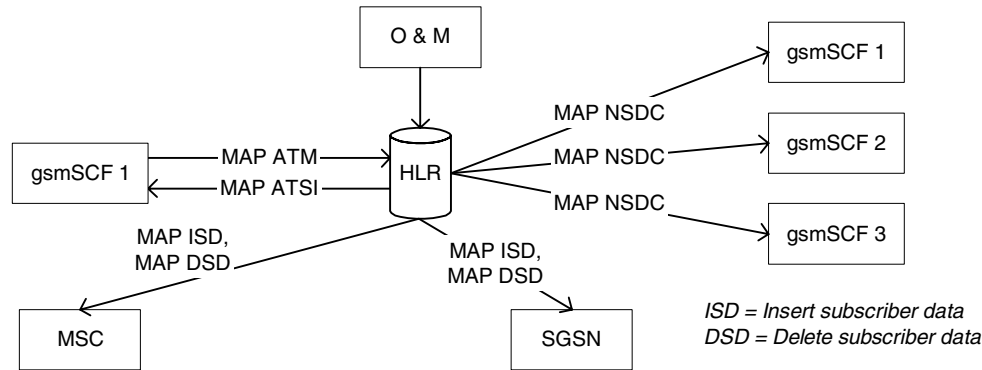 O & M
gsmSCF 1
MAP NSDC
MAP ATM
MAP NSDC
gsmSCF 2
gsmSCF 1
HLR
MAP ATSI
MAP NSDC
gsmSCF 3
MAP ISD,
MAP DSD
MAP ISD,
MAP DSD
MSC
SGSN
ISD = Insert subscriber data
DSD = Delete subscriber data